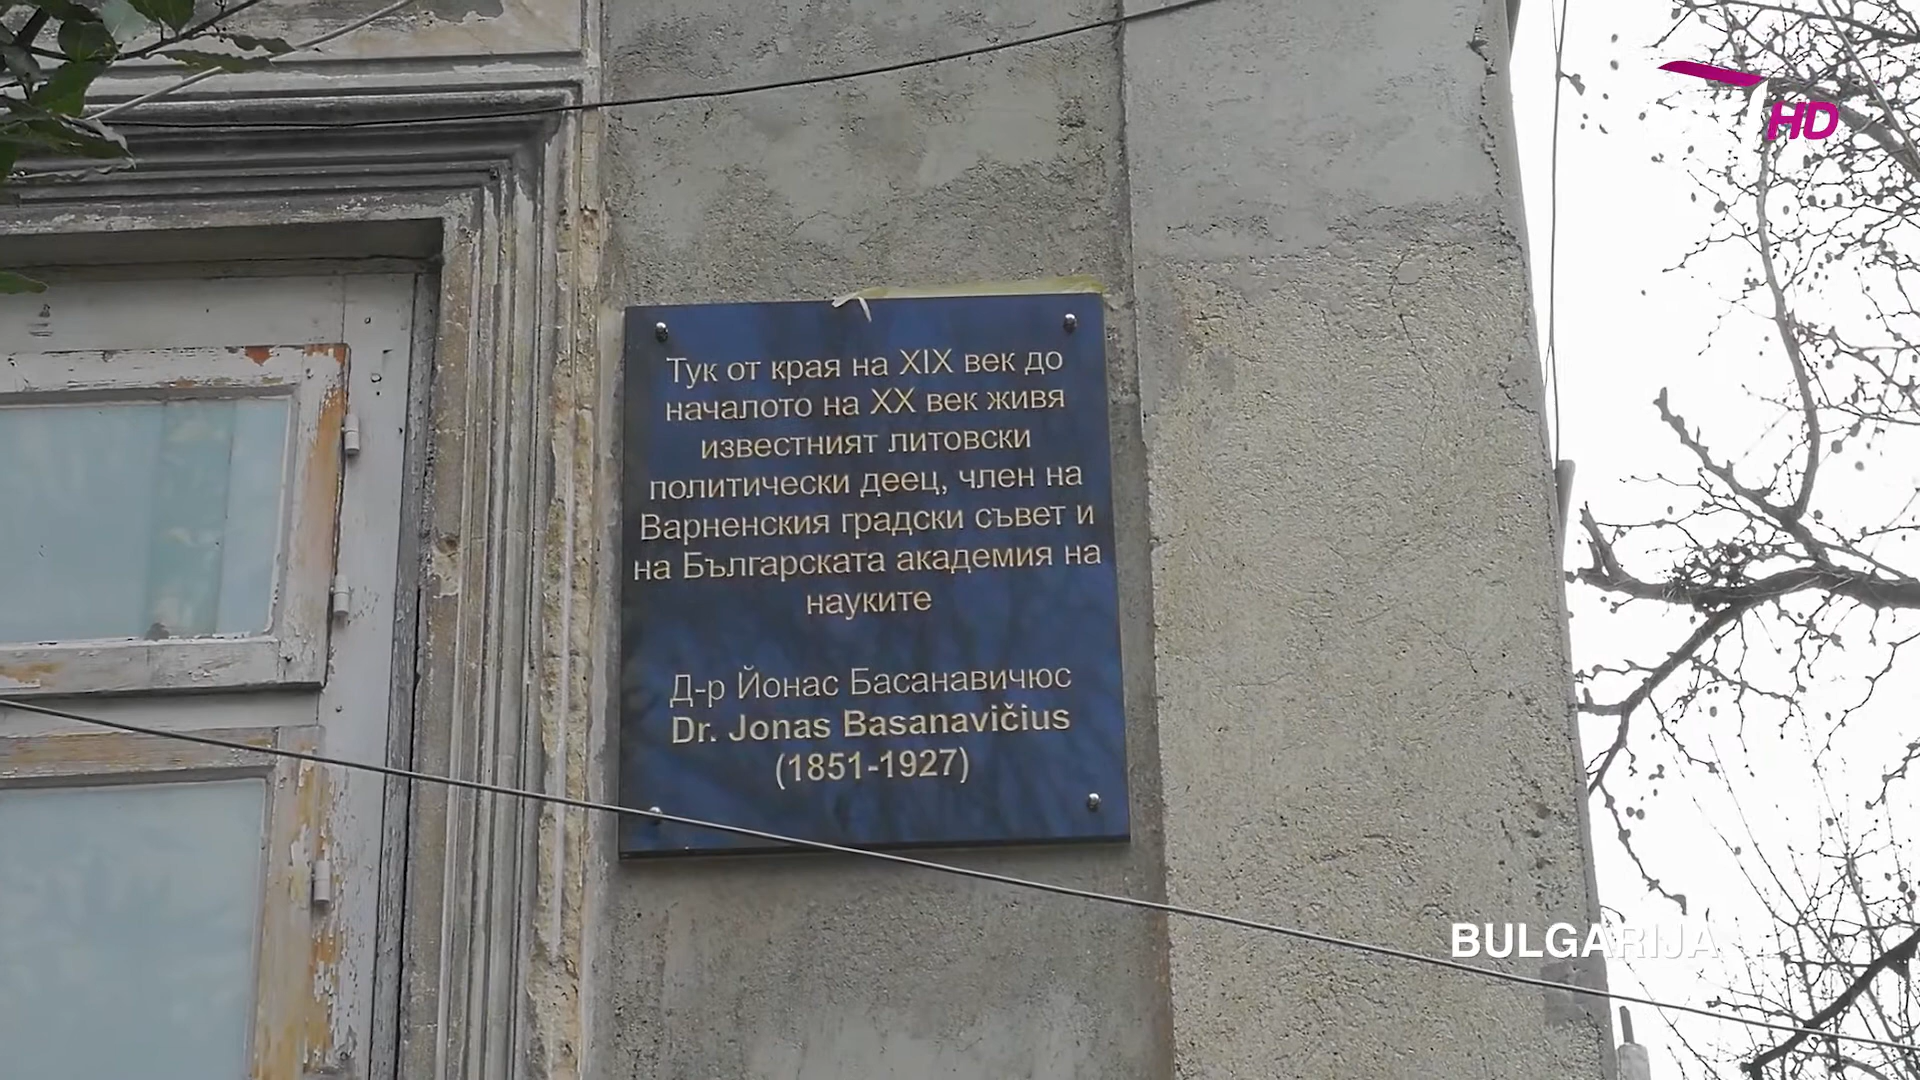 HD
Тук от края на XIX век до
началото на XX век живя
известният литовски
политически деец, член на
Варненския градски съвет и
на Българската академия на
науките
Д-р Йонас Басанавичюс
Dr. Jonas Basanavičius
(1851-1927)
BULGARIJA